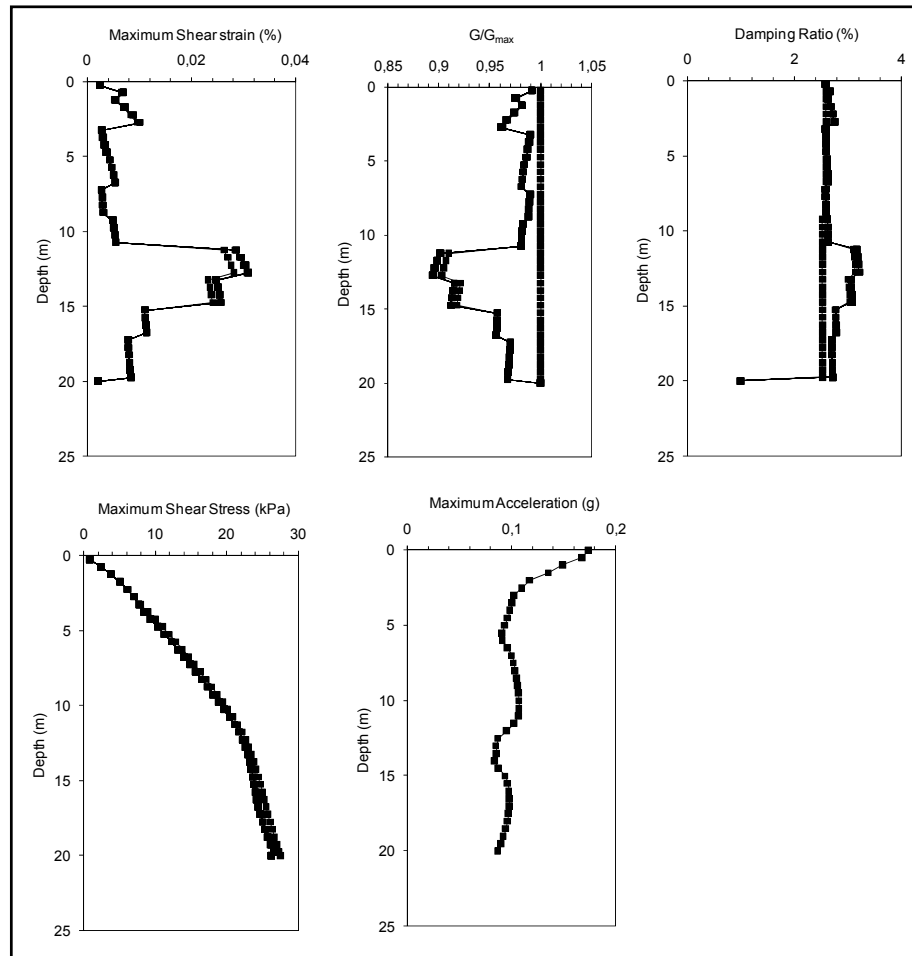 Maximum Shear strain (%)
0 0,02 0,04
0
5
10
15
20
25
Depth (m)
G/Gmax
0,85 0,9 0,95 1 1,05
0
5
10
15
20
25
Depth (m)
Damping Ratio (%)
0 2 4
0
5
10
15
20
25
Depth (m)
Maximum Shear Stress (kPa)
0 10 20 30
0
5
10
15
20
25
Depth (m)
Maximum Acceleration (g)
0 0,1 0,2
0
5
10
15
20
25
Depth (m)